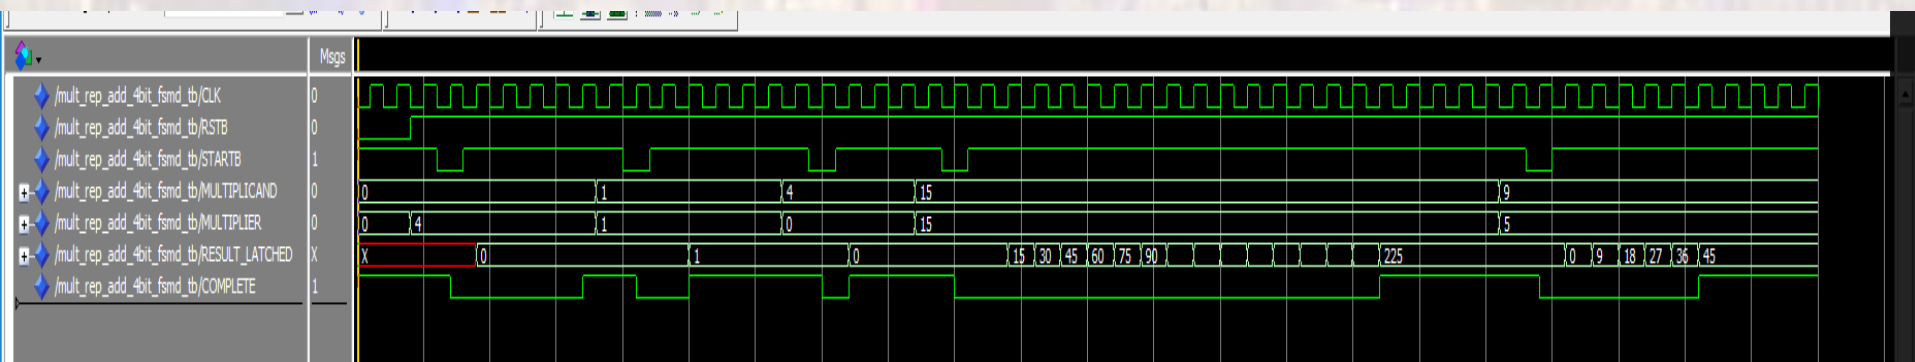 Msgs
/mult_rep_add_4bit_fsmd_tb/CLK 0
/mult_rep_add_4bit_fsmd_tb/RSTB 0
/mult_rep_add_4bit_fsmd_tb/STARTB 1
/mult_rep_add_4bit_fsmd_tb/MULTIPLICAND 0 0 1 4 15 9
/mult_rep_add_4bit_fsmd_tb/MULTIPLIER 0 0 4 1 0 15 5
/mult_rep_add_4bit_fsmd_tb/RESULT_LATCHED X X 0 1 0 15 30 45 60 75 90 225 0 9 18 27 36 45
/mult_rep_add_4bit_fsmd_tb/COMPLETE 1